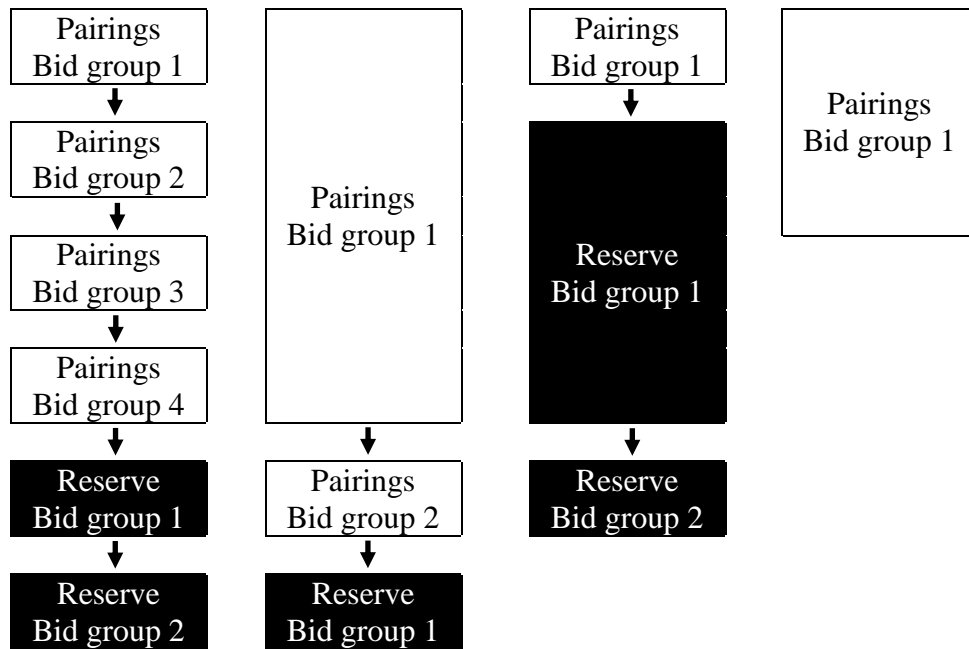 Pairings
Bid group 1
Pairings
Bid group 2
Pairings
Bid group 3
Pairings
Bid group 4
Reserve
Bid group 1
Reserve
Bid group 2
Pairings
Bid group 1
Pairings
Bid group 2
Reserve
Bid group 1
Pairings
Bid group 1
Reserve
Bid group 1
Reserve
Bid group 2
Pairings
Bid group 1